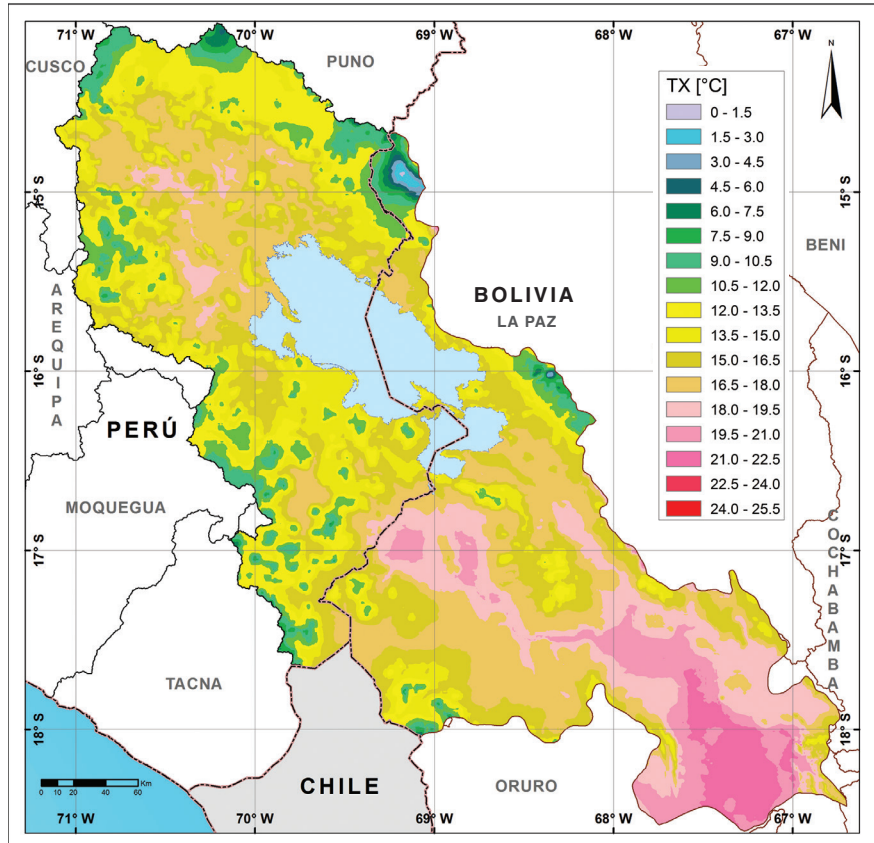 71° W
70° W
69° W
68° W
67° W
N
CUSCO
PUNO
TX [°C]
0 - 1.5
1.5 - 3.0
3.0 - 4.5
4.5 - 6.0
6.0 - 7.5
7.5 - 9.0
9.0 - 10.5
10.5 - 12.0
12.0 - 13.5
13.5 - 15.0
15.0 - 16.5
16.5 - 18.0
18.0 - 19.5
19.5 - 21.0
21.0 - 22.5
22.5 - 24.0
24.0 - 25.5
15°S
15°S
BENI
AREQUIPA
BOLIVIA
LA PAZ
16°S
16°S
PERÚ
MOQUEGUA
17°S
17°S
COCHABAMBA
TACNA
18°S
18°S
CHILE
ORURO
Km
0 10 20 40 60
71° W
70° W
69° W
68° W
67° W